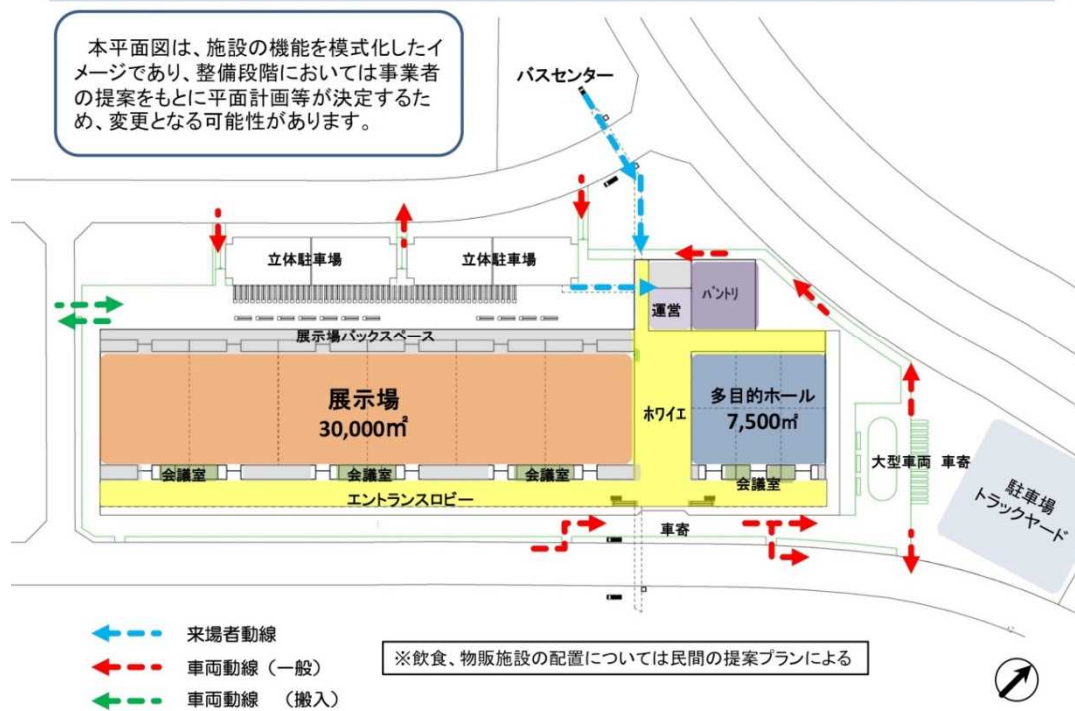 本平面図は、施設の機能を模式化したイ
メージであり、整備段階においては事業者
の提案をもとに平面計画等が決定するた
め、変更となる可能性があります。
バスセンター
立体駐車場
立体駐車場
運営
パントリ
展示場バックスペース
展示場
30,000㎡
ホワイエ
多目的ホール
7,500㎡
会議室
会議室
会議室
会議室
エントランスロビー
大型車両 車寄
駐車場
トラックヤード
車寄
来場者動線
車両動線（一般）
車両動線 （搬入）
※飲食、物販施設の配置については民間の提案プランによる